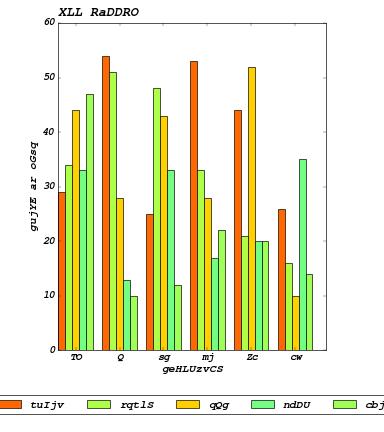 XLL RaDDRO
60
50
40
30
20
10
0
gujYE ar oGsq
TO Q sg mj Zc cw
geHLUzvCS
tuIjv rqtlS qQg ndDU cbj